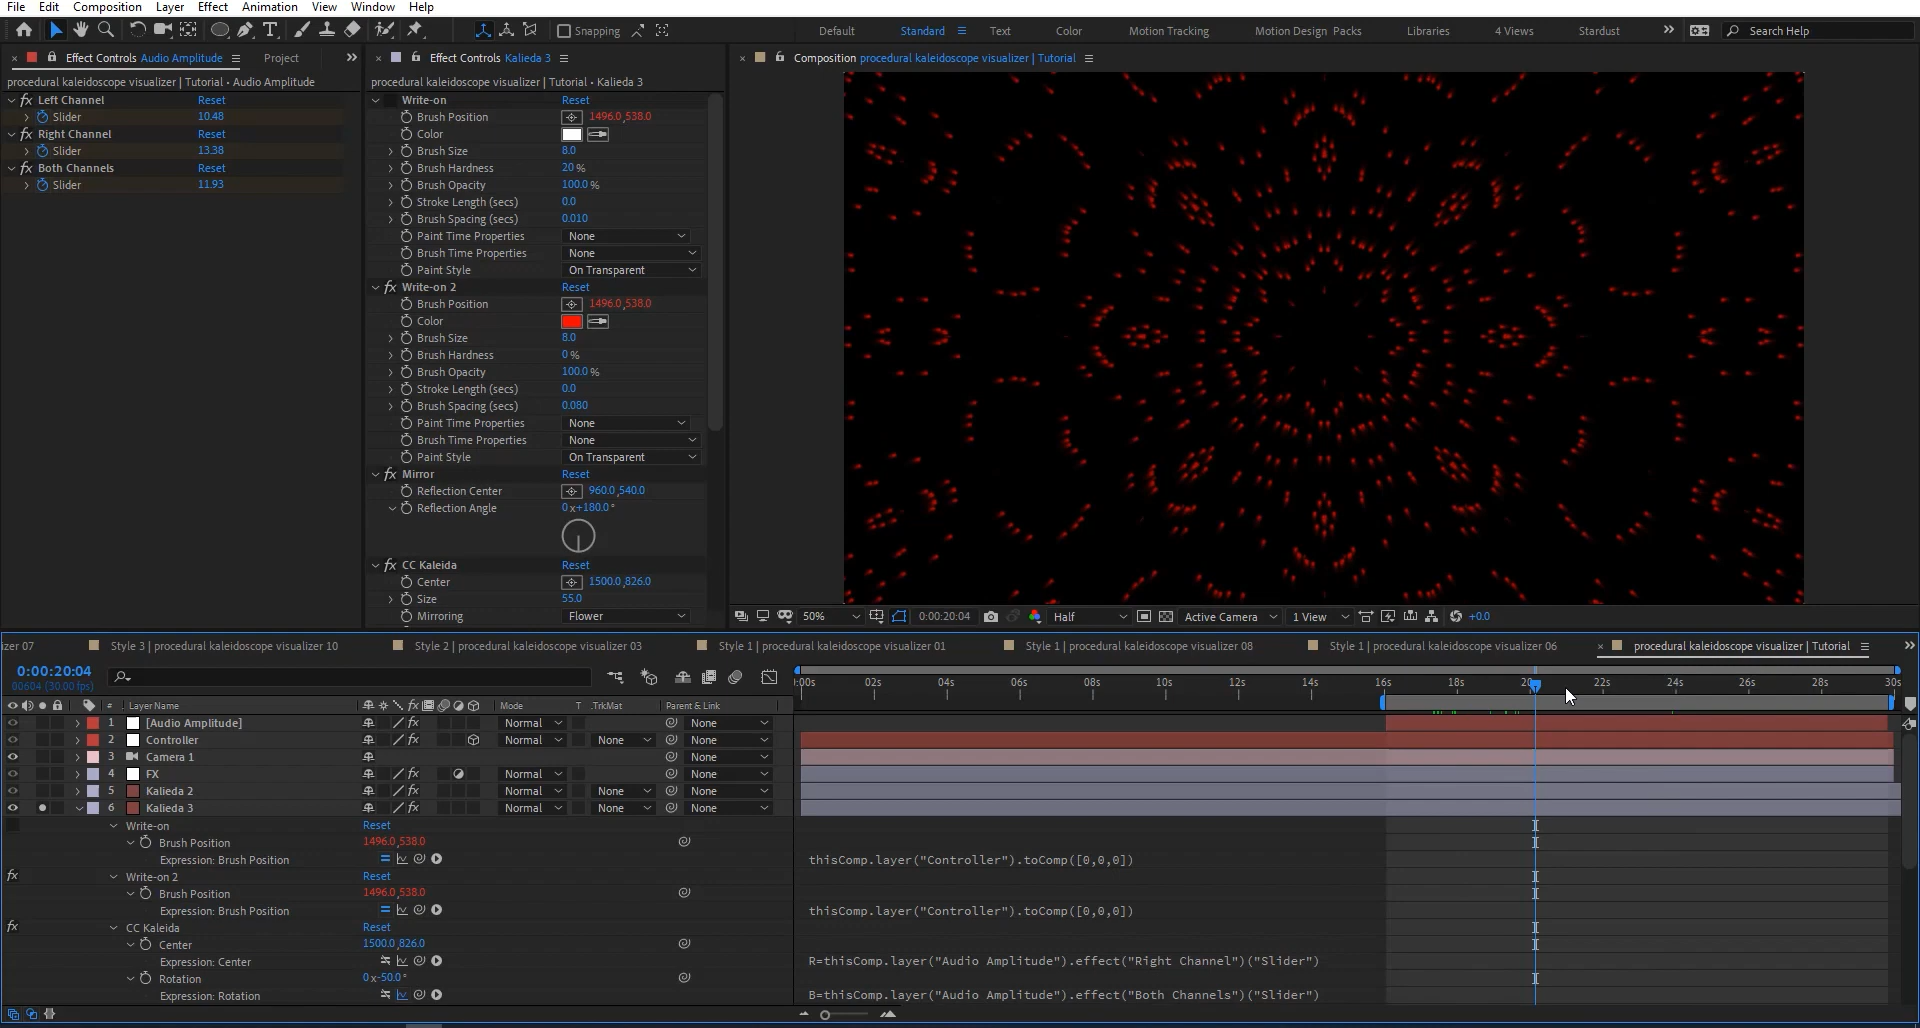 File Edit Composition Layer Effect Animation View Window Help
Snapping
Default Standard Text Color Motion Tracking Motion Design Packs Libraries 4 Views Stardust Search Help
Effect Controls Audio Amplitude Project
procedural kaleidoscope visualizer | Tutorial • Audio Amplitude
fx Left Channel Reset
Slider 10.48
fx Right Channel Reset
Slider 13.38
fx Both Channels Reset
Slider 11.93
Effect Controls Kalieda 3
procedural kaleidoscope visualizer | Tutorial • Kalieda 3
Write-on Reset
Brush Position 1496.0,538.0
Color
Brush Size 8.0
Brush Hardness 20 %
Brush Opacity 100.0 %
Stroke Length (secs) 0.0
Brush Spacing (secs) 0.010
Paint Time Properties None
Brush Time Properties None
Paint Style On Transparent
fx Write-on 2 Reset
Brush Position 1496.0,538.0
Color
Brush Size 8.0
Brush Hardness 0 %
Brush Opacity 100.0 %
Stroke Length (secs) 0.0
Brush Spacing (secs) 0.080
Paint Time Properties None
Brush Time Properties None
Paint Style On Transparent
fx Mirror Reset
Reflection Center 960.0,540.0
Reflection Angle 0x+180.0°
fx CC Kaleida Reset
Center 1500.0,826.0
Size 55.0
Mirroring Flower
Composition procedural kaleidoscope visualizer | Tutorial
50% 0:00:20:04 Half Active Camera 1 View +0.0
izer 07 Style 3 | procedural kaleidoscope visualizer 10 Style 2 | procedural kaleidoscope visualizer 03 Style 1 | procedural kaleidoscope visualizer 01 Style 1 | procedural kaleidoscope visualizer 08 Style 1 | procedural kaleidoscope visualizer 06 procedural kaleidoscope visualizer | Tutorial
0:00:20:04
00604 (30.00 fps)
:00s 02s 04s 06s 08s 10s 12s 14s 16s 18s 20s 22s 24s 26s 28s 30s
# Layer Name fx Mode T .TrkMat Parent & Link
1 [Audio Amplitude] fx Normal None
2 Controller fx Normal None None
3 Camera 1 None
4 FX fx Normal None
5 Kalieda 2 fx Normal None None
6 Kalieda 3 fx Normal None None
Write-on Reset
Brush Position 1496.0,538.0
Expression: Brush Position thisComp.layer("Controller").toComp([0,0,0])
fx Write-on 2 Reset
Brush Position 1496.0,538.0
Expression: Brush Position thisComp.layer("Controller").toComp([0,0,0])
fx CC Kaleida Reset
Center 1500.0,826.0
Expression: Center R=thisComp.layer("Audio Amplitude").effect("Right Channel")("Slider")
Rotation 0x-50.0°
Expression: Rotation B=thisComp.layer("Audio Amplitude").effect("Both Channels")("Slider")